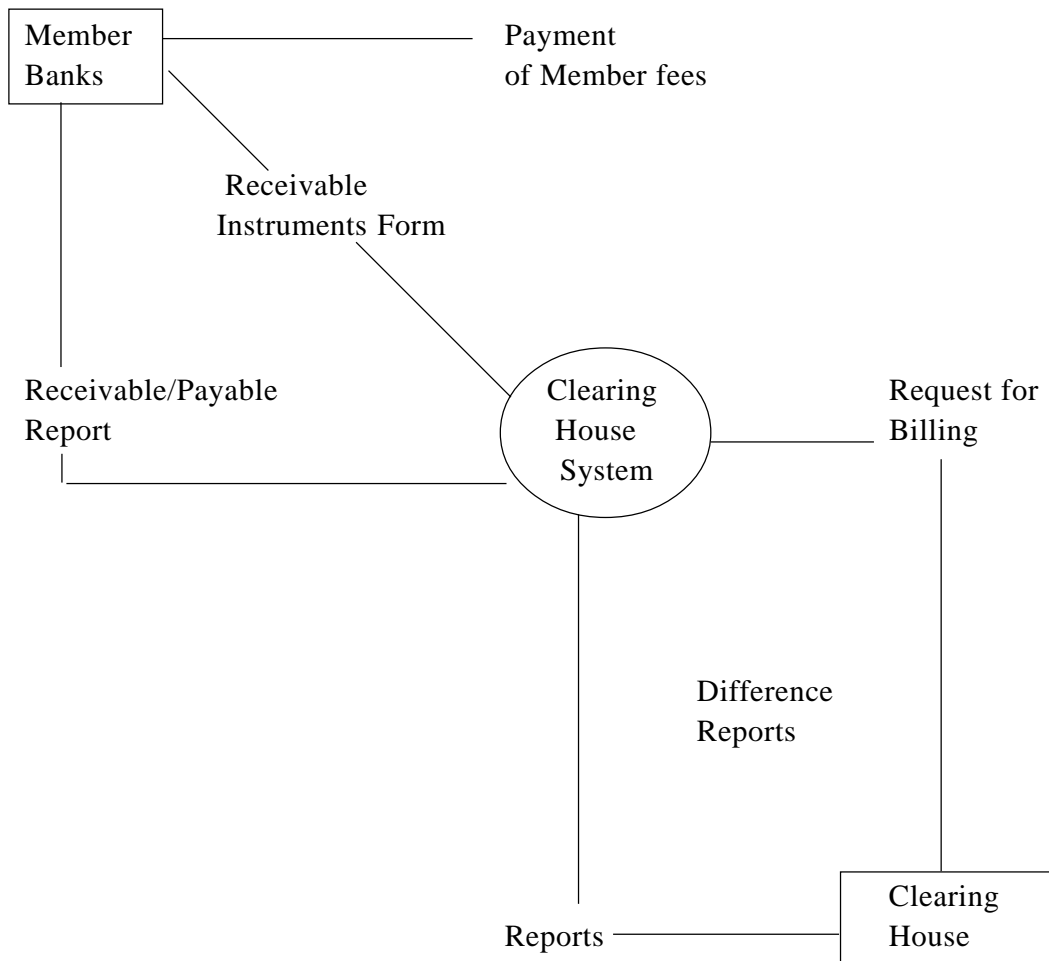 Member
Banks
Payment
of Member fees
Receivable
Instruments Form
Receivable/Payable
Report
Clearing
House
System
Request for
Billing
Difference
Reports
Reports
Clearing
House